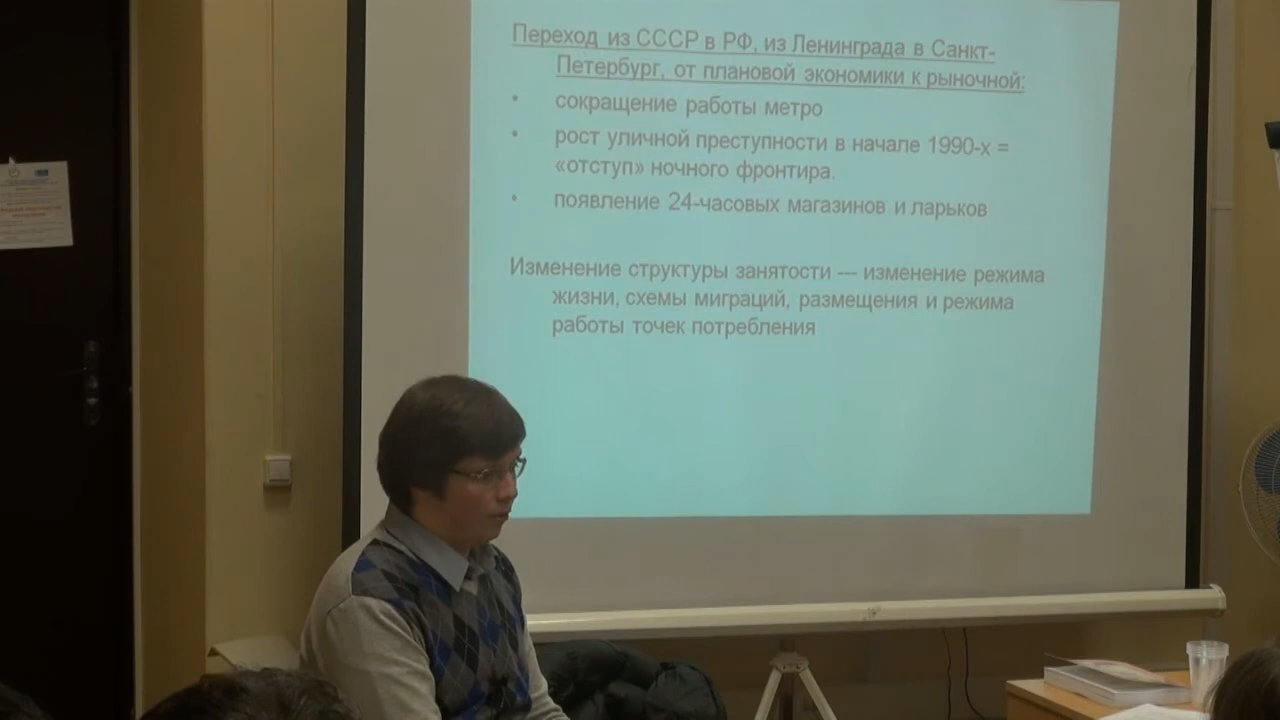 Переход из СССР в РФ, из Ленинграда в Санкт-
Петербург, от плановой экономики к рыночной:
• сокращение работы метро
• рост уличной преступности в начале 1990-х =
«отступ» ночного фронтира.
• появление 24-часовых магазинов и ларьков
Изменение структуры занятости — изменение режима
жизни, схемы миграций, размещения и режима
работы точек потребления